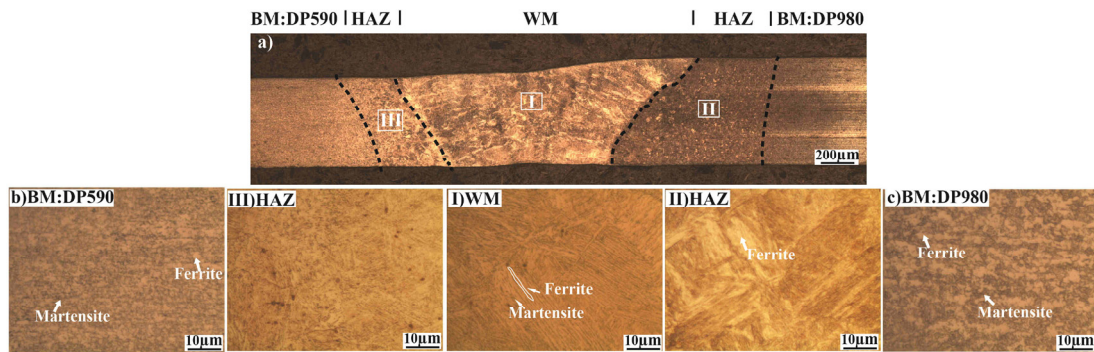 BM:DP590 | HAZ | WM | HAZ | BM:DP980
a)
I
II
III
200μm
b)BM:DP590
Ferrite
Martensite
10μm
III)HAZ
10μm
I)WM
Ferrite
Martensite
10μm
II)HAZ
Ferrite
10μm
c)BM:DP980
Ferrite
Martensite
10μm